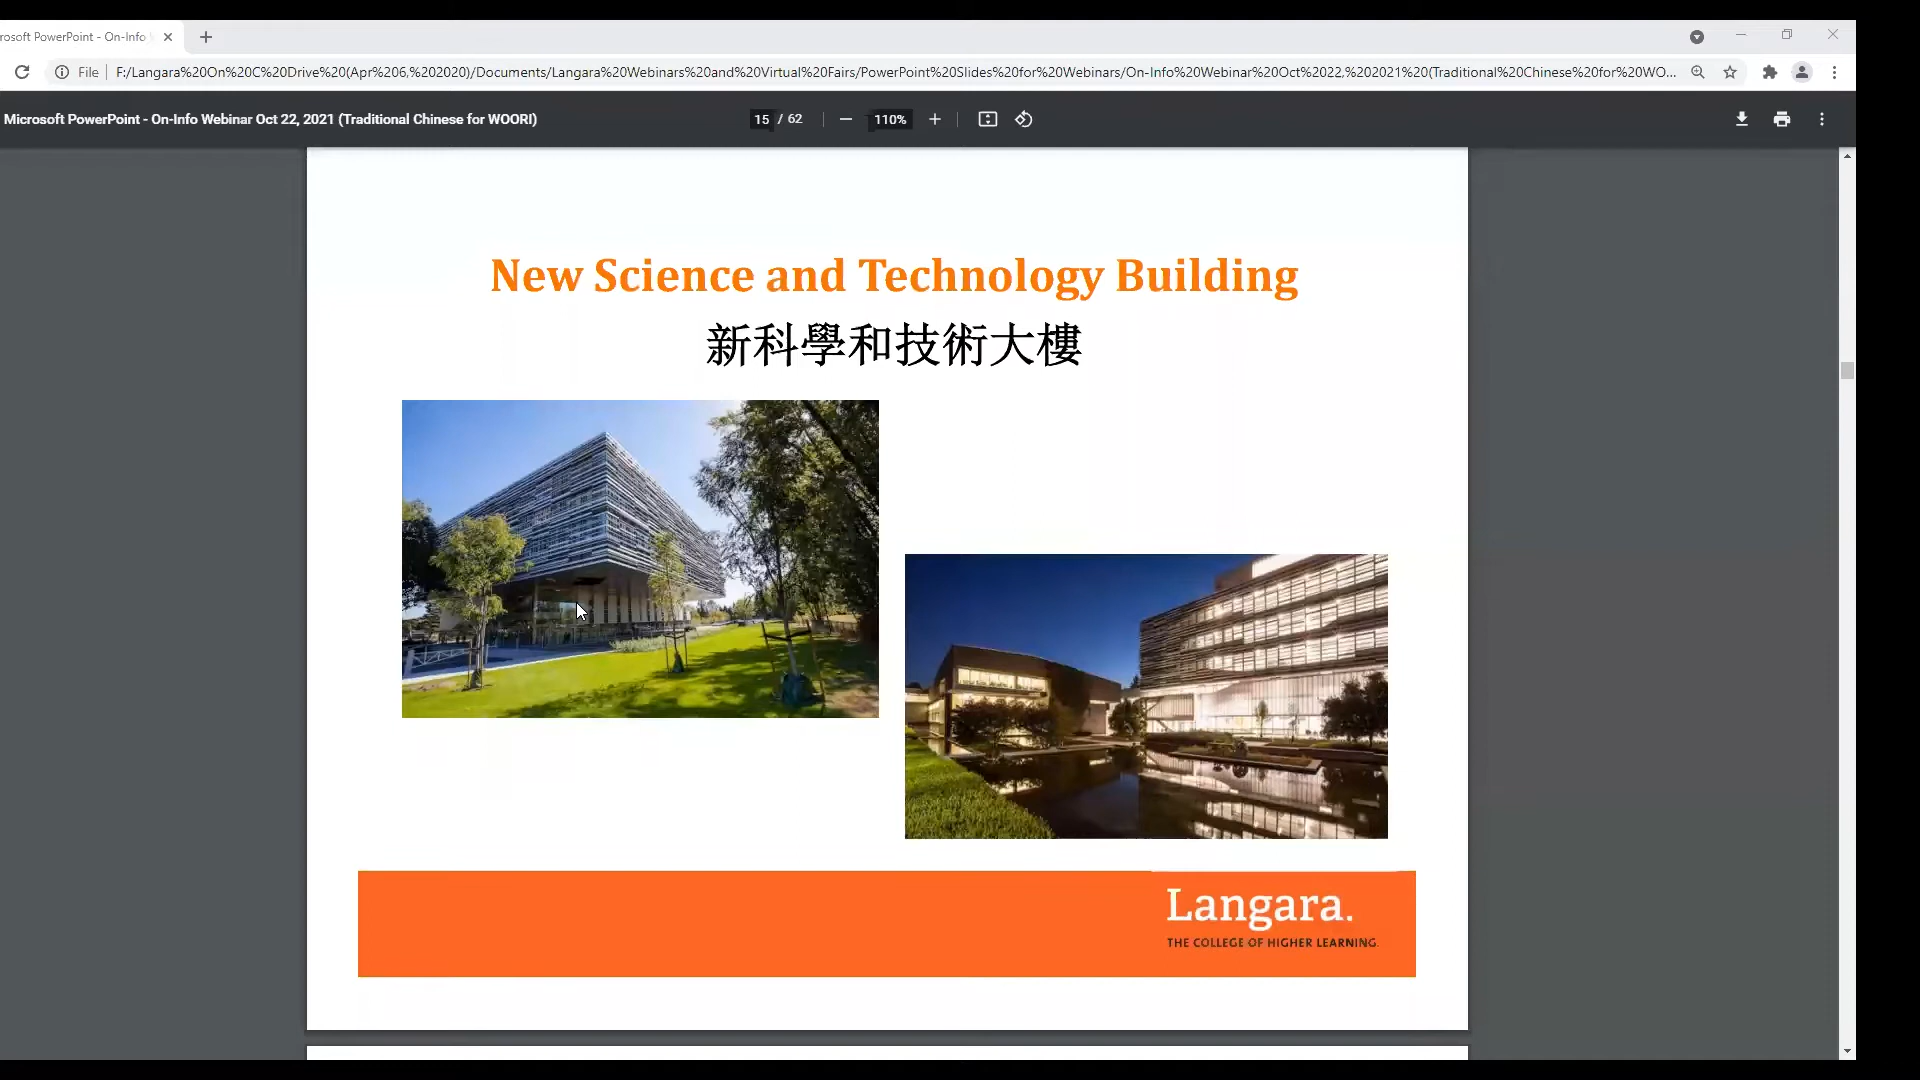 rosoft PowerPoint - On-Info
File
F:/Langara%20On%20C%20Drive%20(Apr%206,%202020)/Documents/Langara%20Webinars%20and%20Virtual%20Fairs/PowerPoint%20Slides%20for%20Webinars/On-Info%20Webinar%20Oct%2022,%202021%20(Traditional%20Chinese%20for%20WO...
Microsoft PowerPoint - On-Info Webinar Oct 22, 2021 (Traditional Chinese for WOORI)
15 / 62
110%
New Science and Technology Building
新科學和技術大樓
Langara.
THE COLLEGE OF HIGHER LEARNING.